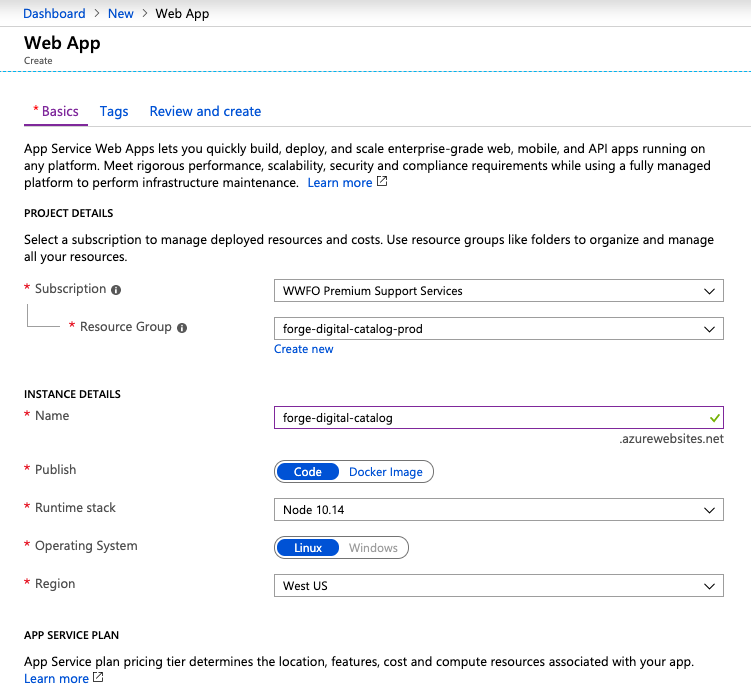 Dashboard > New > Web App
Web App
Create
* Basics Tags Review and create
App Service Web Apps lets you quickly build, deploy, and scale enterprise-grade web, mobile, and API apps running on
any platform. Meet rigorous performance, scalability, security and compliance requirements while using a fully managed
platform to perform infrastructure maintenance. Learn more
PROJECT DETAILS
Select a subscription to manage deployed resources and costs. Use resource groups like folders to organize and manage
all your resources.
* Subscription WWFO Premium Support Services
* Resource Group forge-digital-catalog-prod
Create new
INSTANCE DETAILS
* Name forge-digital-catalog
.azurewebsites.net
* Publish Code Docker Image
* Runtime stack Node 10.14
* Operating System Linux Windows
* Region West US
APP SERVICE PLAN
App Service plan pricing tier determines the location, features, cost and compute resources associated with your app.
Learn more